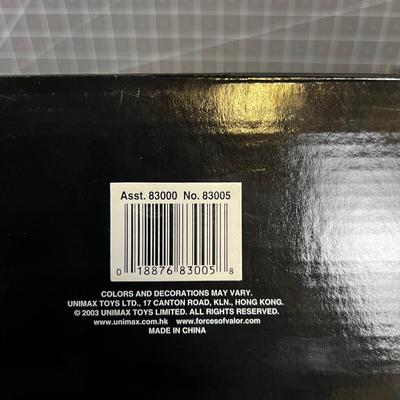 Asst. 83000 No. 83005
0 18876 83005 8
COLORS AND DECORATIONS MAY VARY.
UNIMAX TOYS LTD., 17 CANTON ROAD, KLN., HONG KONG.
© 2003 UNIMAX TOYS LIMITED. ALL RIGHTS RESERVED.
www.unimax.com.hk www.forcesofvalor.com
MADE IN CHINA